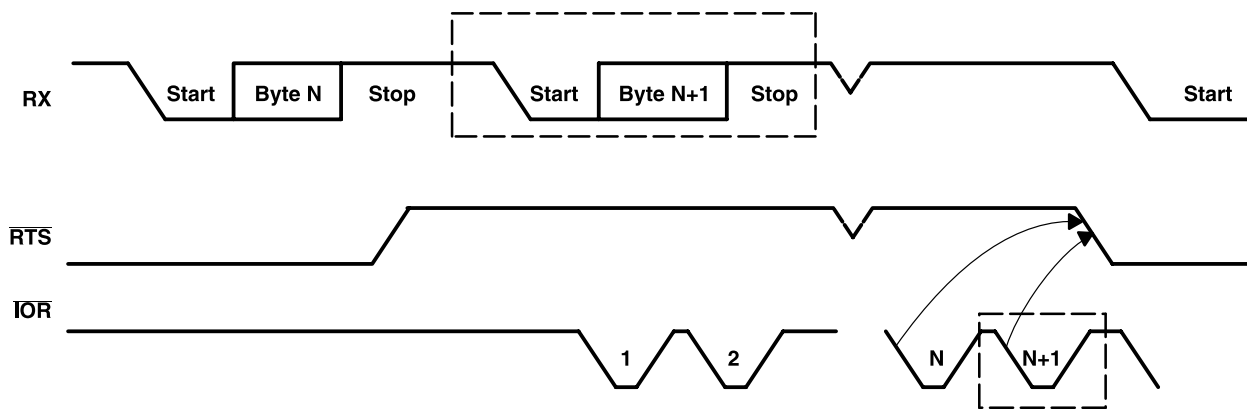 RX Start Byte N Stop Start Byte N+1 Stop Start
RTS
IOR
1 2 N N+1